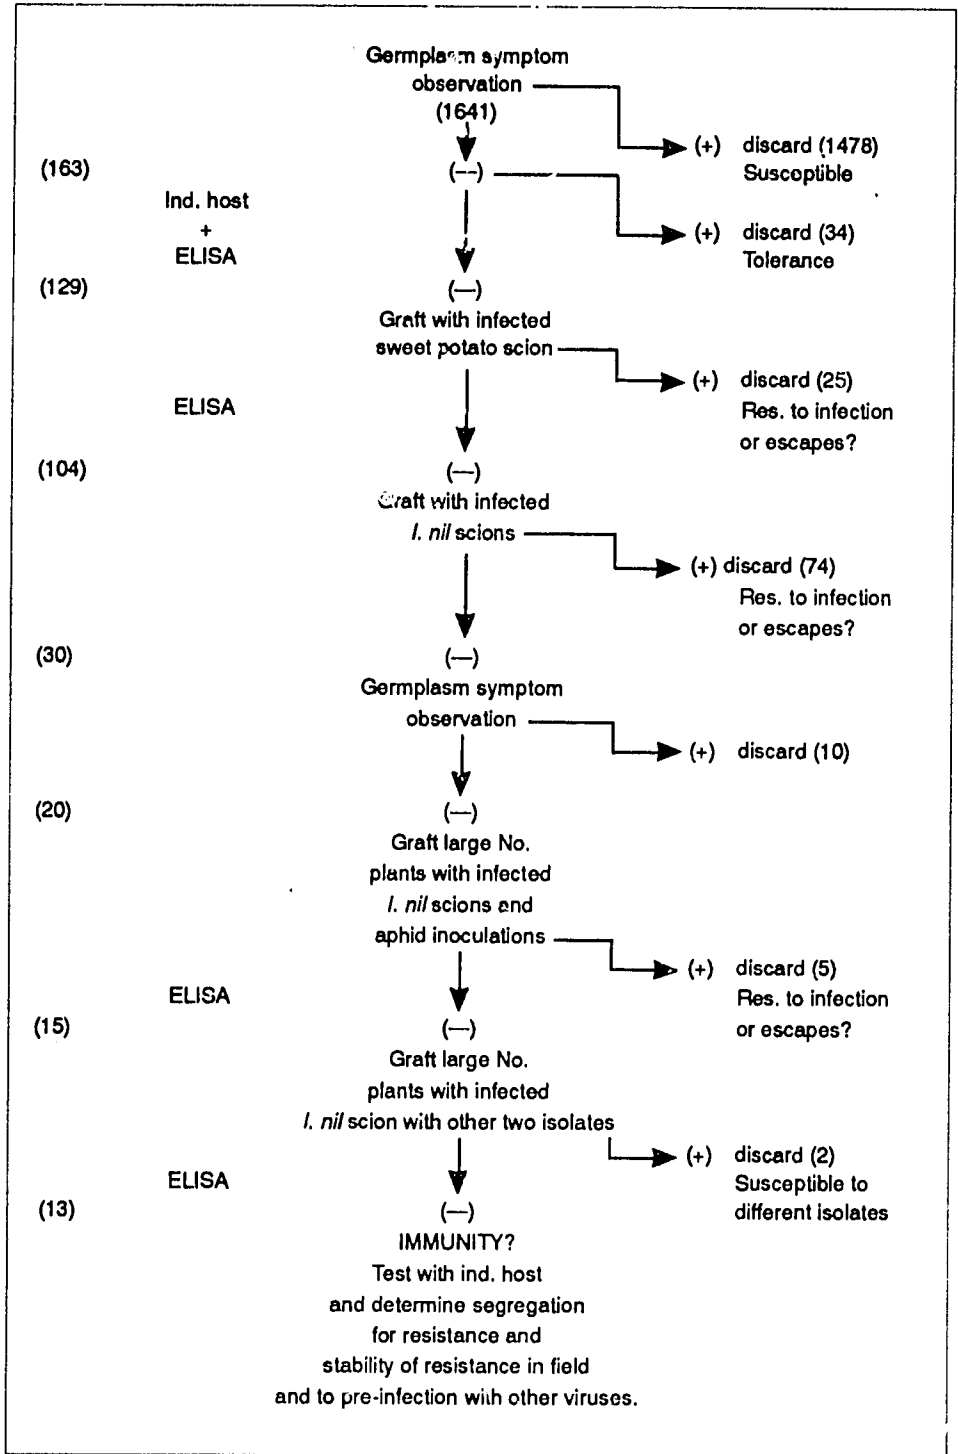 Germplasm symptom
observation
(1641)
(+) discard (1478)
Susceptible
(163)
(—)
Ind. host
+
ELISA
(+) discard (34)
Tolerance
(129)
(—)
Graft with infected
sweet potato scion
(+) discard (25)
Res. to infection
or escapes?
ELISA
(104)
(—)
Graft with infected
I. nil scions
(+) discard (74)
Res. to infection
or escapes?
(30)
(—)
Germplasm symptom
observation
(+) discard (10)
(20)
(—)
Graft large No.
plants with infected
I. nil scions and
aphid inoculations
(+) discard (5)
Res. to infection
or escapes?
ELISA
(15)
(—)
Graft large No.
plants with infected
I. nil scion with other two isolates
(+) discard (2)
Susceptible to
different isolates
ELISA
(13)
(—)
IMMUNITY?
Test with ind. host
and determine segregation
for resistance and
stability of resistance in field
and to pre-infection with other viruses.